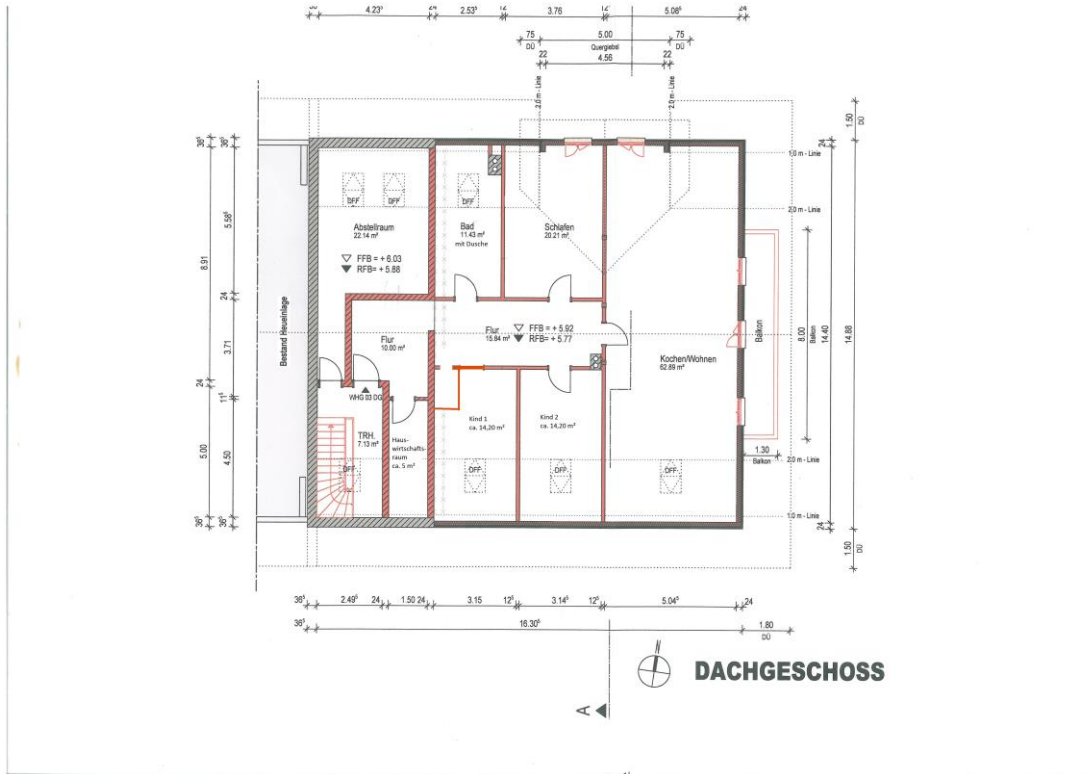 4.23⁵
2.53⁵
12⁵
3.76
12⁵
5.08⁵
24
75
5.00
75
DÜ
Quergiebel
DÜ
22
4.56
22
2.0 m - Linie
2.0 m - Linie
1.50
DÜ
36⁵
36⁵
24
1.0 m - Linie
DFF
DFF
DFF
5.58⁵
2.0 m - Linie
Abstellraum
22.14 m²
Bad
11.43 m²
mit Dusche
Schlafen
20.21 m²
FFB = + 6.03
RFB= + 5.88
8.91
24
Bestand Heueinlage
Flur
15.84 m²
FFB = + 5.92
RFB= + 5.77
Flur
10.00 m²
3.71
Kochen/Wohnen
62.89 m²
Balkon
8.00
Balkon
14.40
14.88
24
11⁵
WHG 03 DG
Kind 1
ca. 14,20 m²
Kind 2
ca. 14,20 m²
TRH.
7.13 m²
Haus-
wirtschafts-
raum
ca. 5 m²
5.00
4.50
1.30
Balkon
2.0 m - Linie
DFF
DFF
DFF
DFF
1.0 m - Linie
36⁵
36⁵
24
1.50
DÜ
36⁵
2.49⁵
24
1.50
24
3.15
12⁵
3.14⁵
12⁵
5.04⁵
24
36⁵
16.30⁵
1.80
DÜ
DACHGESCHOSS
A